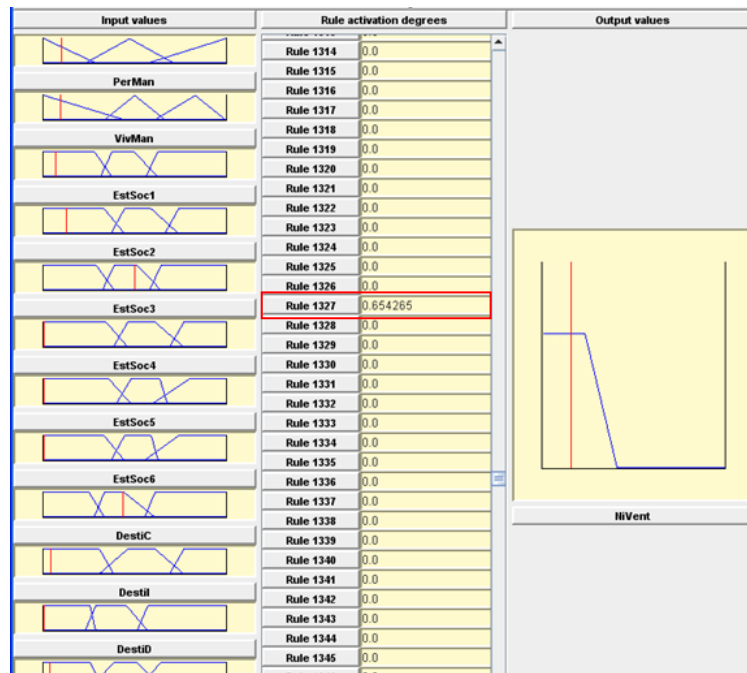 Input values
Rule activation degrees
Output values
PerMan
VivMan
EstSoc1
EstSoc2
EstSoc3
EstSoc4
EstSoc5
EstSoc6
DestiC
DestiI
DestiD
Rule 1314 0.0
Rule 1315 0.0
Rule 1316 0.0
Rule 1317 0.0
Rule 1318 0.0
Rule 1319 0.0
Rule 1320 0.0
Rule 1321 0.0
Rule 1322 0.0
Rule 1323 0.0
Rule 1324 0.0
Rule 1325 0.0
Rule 1326 0.0
Rule 1327 0.654265
Rule 1328 0.0
Rule 1329 0.0
Rule 1330 0.0
Rule 1331 0.0
Rule 1332 0.0
Rule 1333 0.0
Rule 1334 0.0
Rule 1335 0.0
Rule 1336 0.0
Rule 1337 0.0
Rule 1338 0.0
Rule 1339 0.0
Rule 1340 0.0
Rule 1341 0.0
Rule 1342 0.0
Rule 1343 0.0
Rule 1344 0.0
Rule 1345 0.0
NiVent